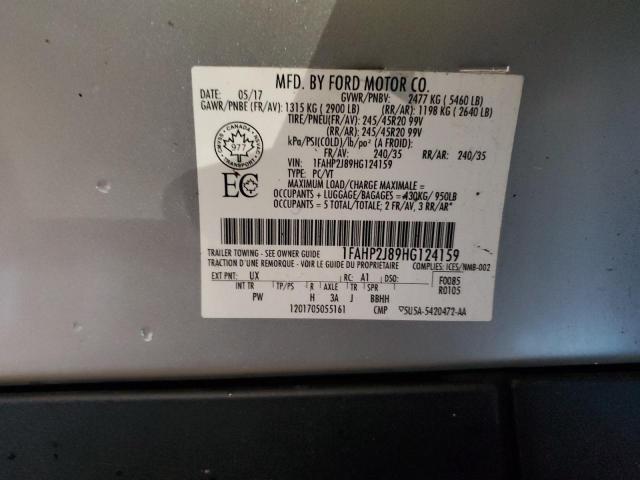 MFD. BY FORD MOTOR CO.
DATE: 05/17 GVWR/PNBV: 2477 KG ( 5460 LB)
GAWR/PNBE (FR/AV): 1315 KG ( 2900 LB) (RR/AR): 1198 KG ( 2640 LB)
TIRE/PNEU(FR/AV): 245/45R20 99V
(RR/AR): 245/45R20 99V
kPa/PSI(COLD)/lb/po² (A FROID):
FR/AV: 240/35 RR/AR: 240/35
VIN: 1FAHP2J89HG124159
TYPE: PC/VT
MAXIMUM LOAD/CHARGE MAXIMALE =
OCCUPANTS + LUGGAGE/BAGAGES = 430KG/ 950LB
OCCUPANTS = 5 TOTAL/TOTALE; 2 FR/AV, 3 RR/AR*
CANADA
977
TRANSPORT
EC
1FAHP2J89HG124159
TRAILER TOWING - SEE OWNER GUIDE
TRACTION D'UNE REMORQUE - VOIR LE GUIDE DU PROPRIETAIRE
COMPLIES: ICES/NMB-002
EXT PNT: UX RC: A1 DSO: F0085
R0105
INT TR TP/PS R AXLE TR SPR
PW H 3A J BBHH
1201705055161 CMP 5U5A-5420472-AA